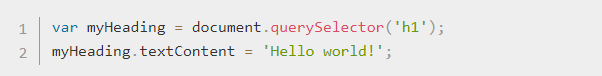 1 var myHeading = document.querySelector('h1');
2 myHeading.textContent = 'Hello world!';